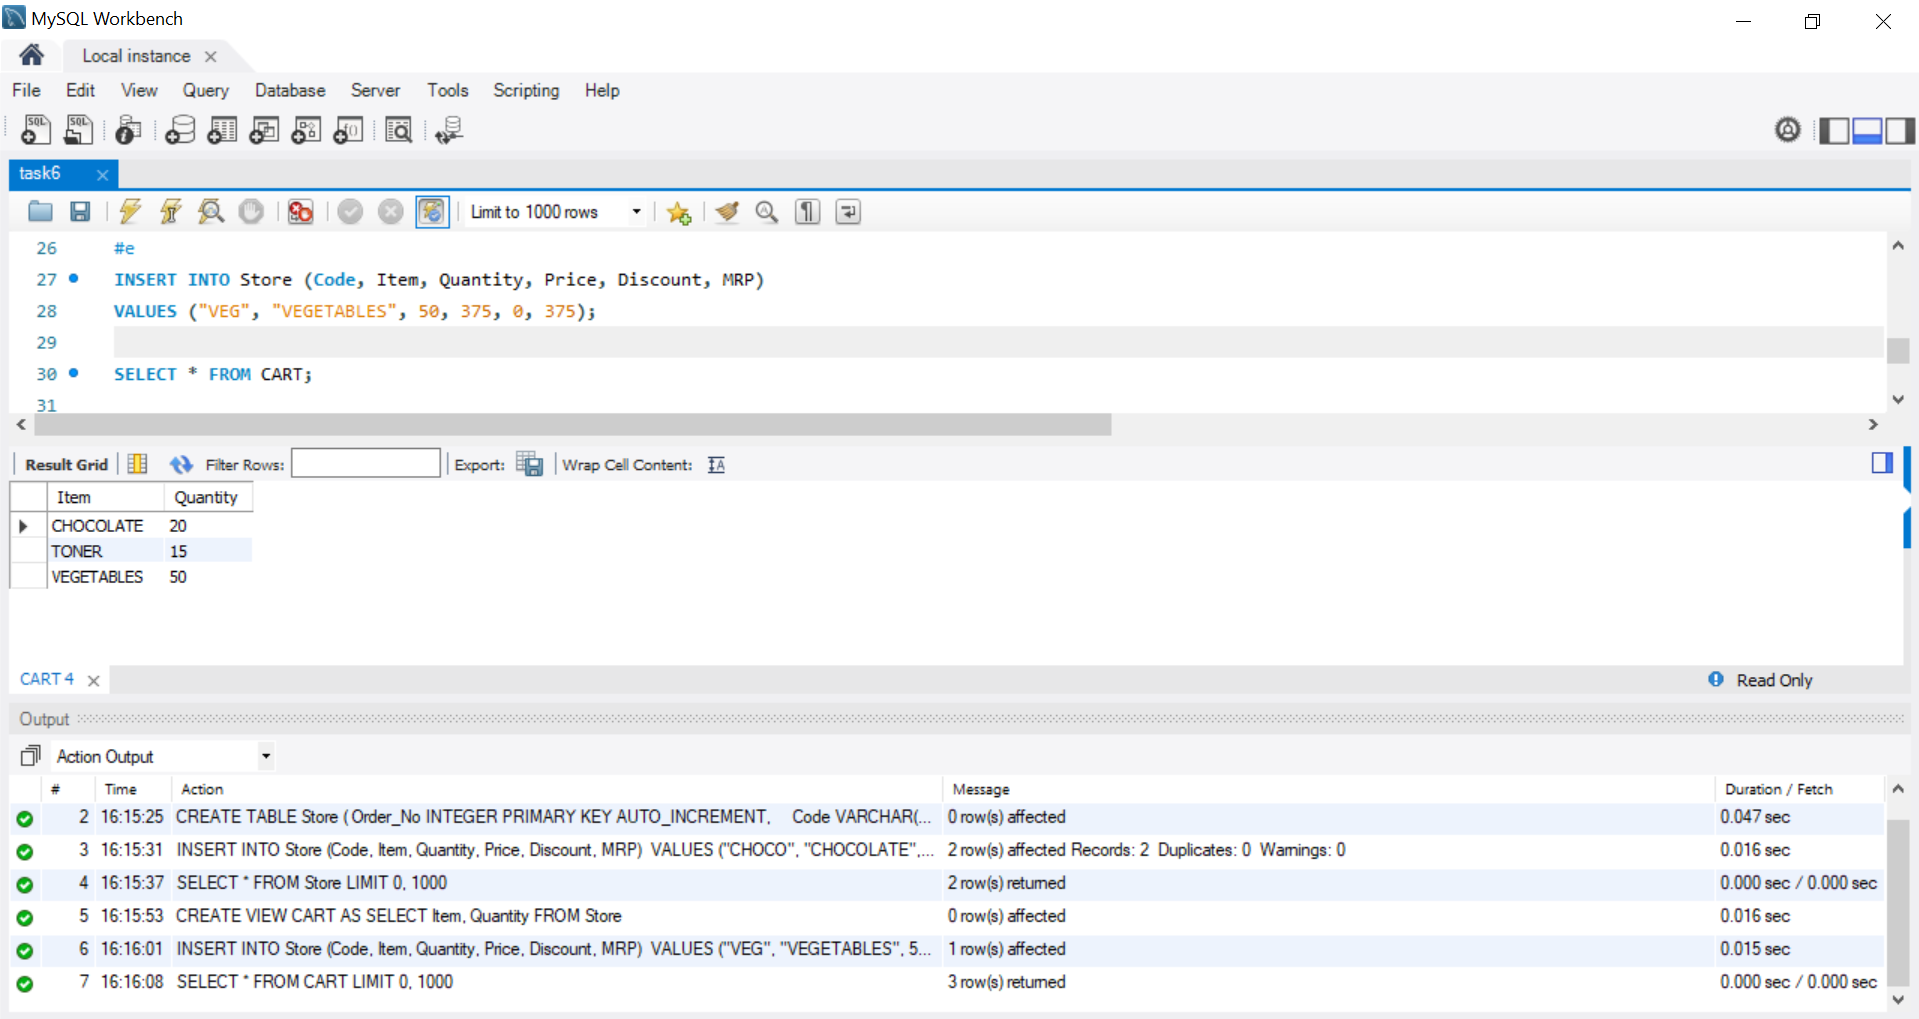 MySQL Workbench
Local instance
File Edit View Query Database Server Tools Scripting Help
task6
Limit to 1000 rows
26 #e
27 INSERT INTO Store (Code, Item, Quantity, Price, Discount, MRP)
28 VALUES ("VEG", "VEGETABLES", 50, 375, 0, 375);
29
30 SELECT * FROM CART;
31
Result Grid Filter Rows: Export: Wrap Cell Content:
Item Quantity
CHOCOLATE 20
TONER 15
VEGETABLES 50
CART 4 Read Only
Output
Action Output
# Time Action Message Duration / Fetch
2 16:15:25 CREATE TABLE Store ( Order_No INTEGER PRIMARY KEY AUTO_INCREMENT, Code VARCHAR(... 0 row(s) affected 0.047 sec
3 16:15:31 INSERT INTO Store (Code, Item, Quantity, Price, Discount, MRP) VALUES ("CHOCO", "CHOCOLATE",... 2 row(s) affected Records: 2 Duplicates: 0 Warnings: 0 0.016 sec
4 16:15:37 SELECT * FROM Store LIMIT 0, 1000 2 row(s) returned 0.000 sec / 0.000 sec
5 16:15:53 CREATE VIEW CART AS SELECT Item, Quantity FROM Store 0 row(s) affected 0.016 sec
6 16:16:01 INSERT INTO Store (Code, Item, Quantity, Price, Discount, MRP) VALUES ("VEG", "VEGETABLES", 5... 1 row(s) affected 0.015 sec
7 16:16:08 SELECT * FROM CART LIMIT 0, 1000 3 row(s) returned 0.000 sec / 0.000 sec